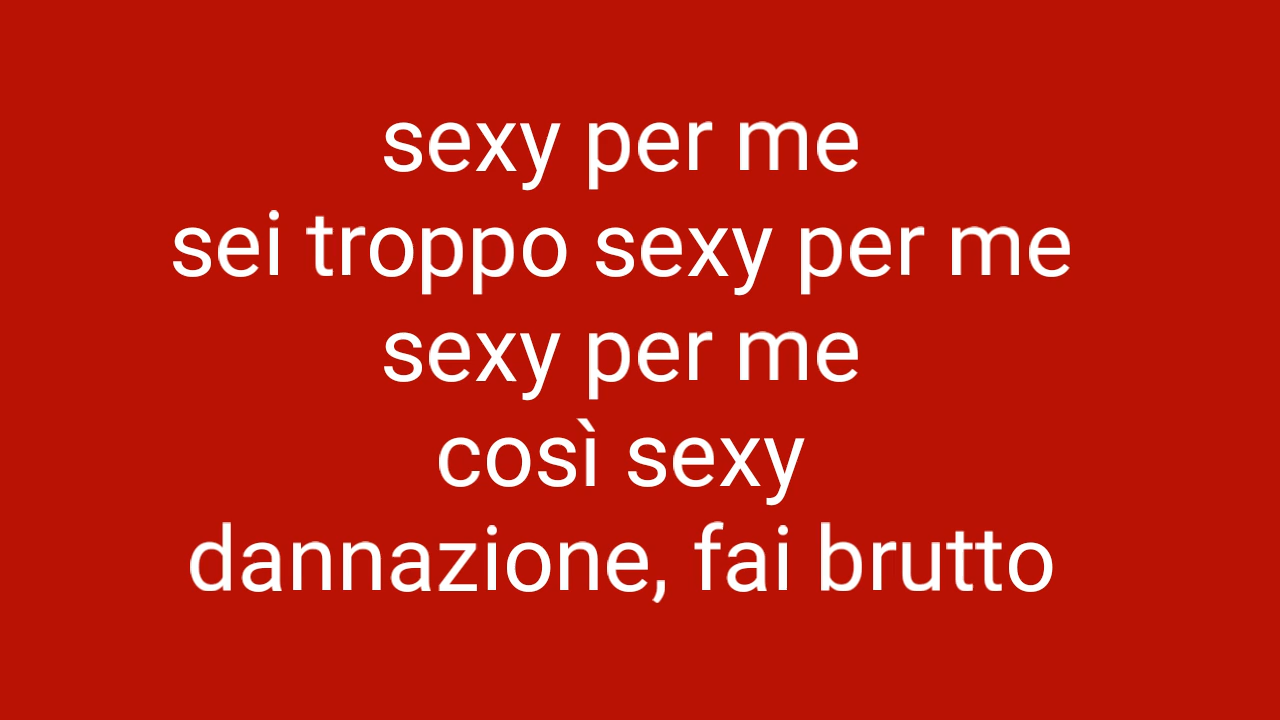 sexy per me
sei troppo sexy per me
sexy per me
così sexy
dannazione, fai brutto